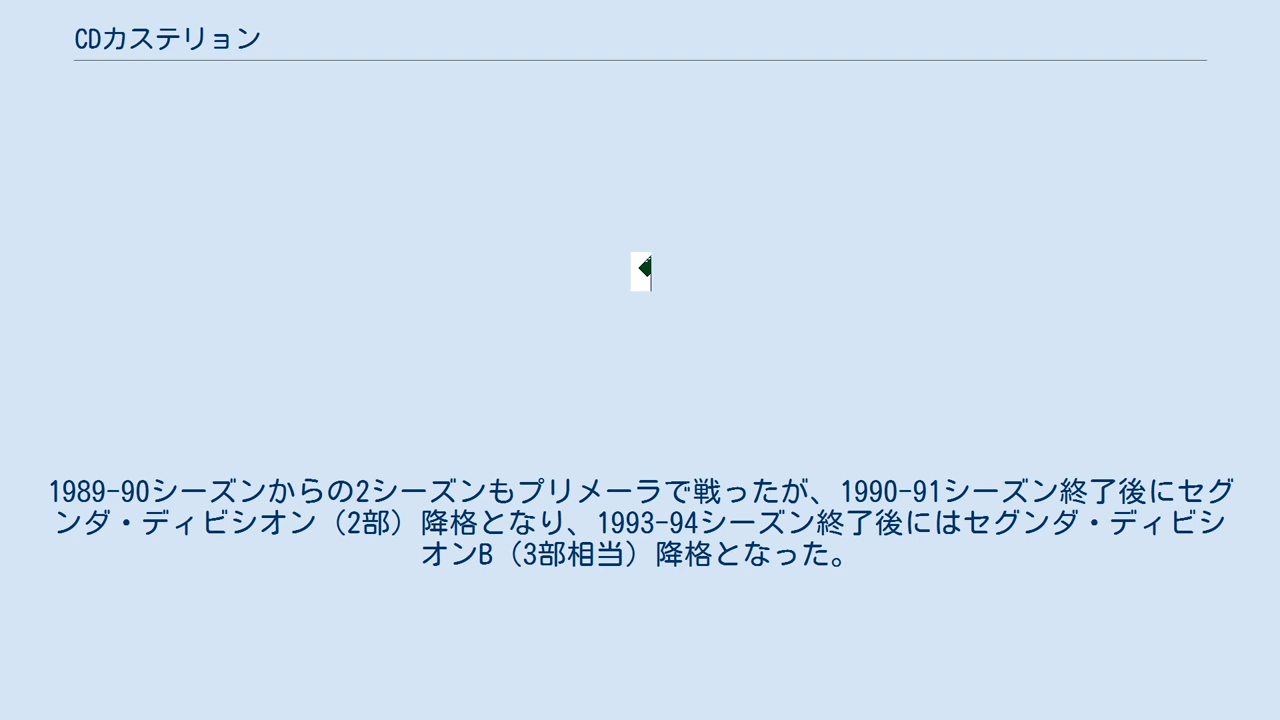 CDカステリョン
1989-90シーズンからの2シーズンもプリメーラで戦ったが、1990-91シーズン終了後にセグ
ンダ・ディビシオン（2部）降格となり、1993-94シーズン終了後にはセグンダ・ディビシ
オンB（3部相当）降格となった。